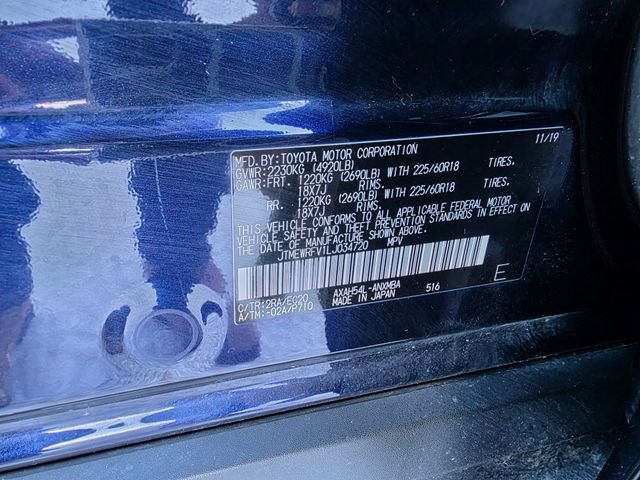 MFD. BY: TOYOTA MOTOR CORPORATION 11/19
GVWR: 2230KG (4920LB)
GAWR: FRT. 1220KG (2690LB) WITH 225/60R18 TIRES.
18X7J RIMS.
RR. 1220KG (2690LB) WITH 225/60R18 TIRES.
18X7J RIMS.
THIS VEHICLE CONFORMS TO ALL APPLICABLE FEDERAL MOTOR
VEHICLE SAFETY AND THEFT PREVENTION STANDARDS IN EFFECT ON
THE DATE OF MANUFACTURE SHOWN ABOVE.
JTMEWRFV1LJ034720 MPV
E
C/TR:2RA/EC20 AXAH54L-ANXMBA 516
A/TM:-02A/P710 MADE IN JAPAN